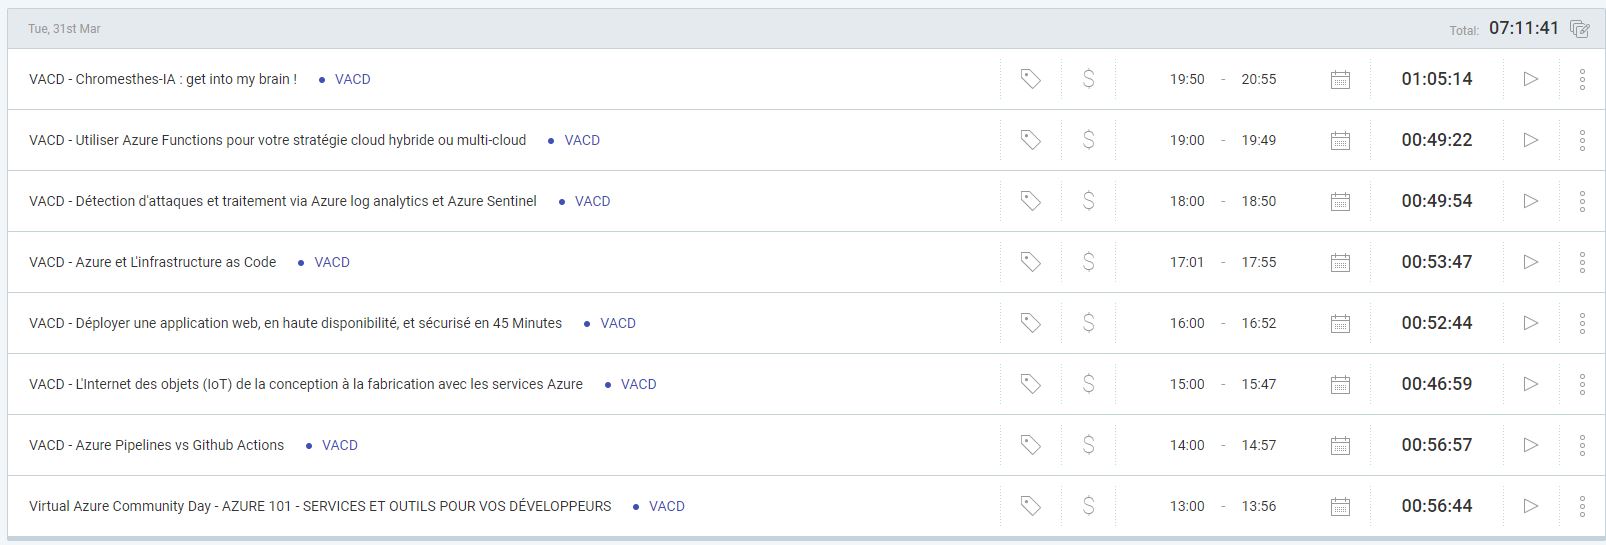 Tue, 31st Mar Total: 07:11:41
VACD - Chromesthes-IA : get into my brain ! • VACD $ 19:50 - 20:55 01:05:14
VACD - Utiliser Azure Functions pour votre stratégie cloud hybride ou multi-cloud • VACD $ 19:00 - 19:49 00:49:22
VACD - Détection d'attaques et traitement via Azure log analytics et Azure Sentinel • VACD $ 18:00 - 18:50 00:49:54
VACD - Azure et L'infrastructure as Code • VACD $ 17:01 - 17:55 00:53:47
VACD - Déployer une application web, en haute disponibilité, et sécurisé en 45 Minutes • VACD $ 16:00 - 16:52 00:52:44
VACD - L'Internet des objets (IoT) de la conception à la fabrication avec les services Azure • VACD $ 15:00 - 15:47 00:46:59
VACD - Azure Pipelines vs Github Actions • VACD $ 14:00 - 14:57 00:56:57
Virtual Azure Community Day - AZURE 101 - SERVICES ET OUTILS POUR VOS DÉVELOPPEURS • VACD $ 13:00 - 13:56 00:56:44